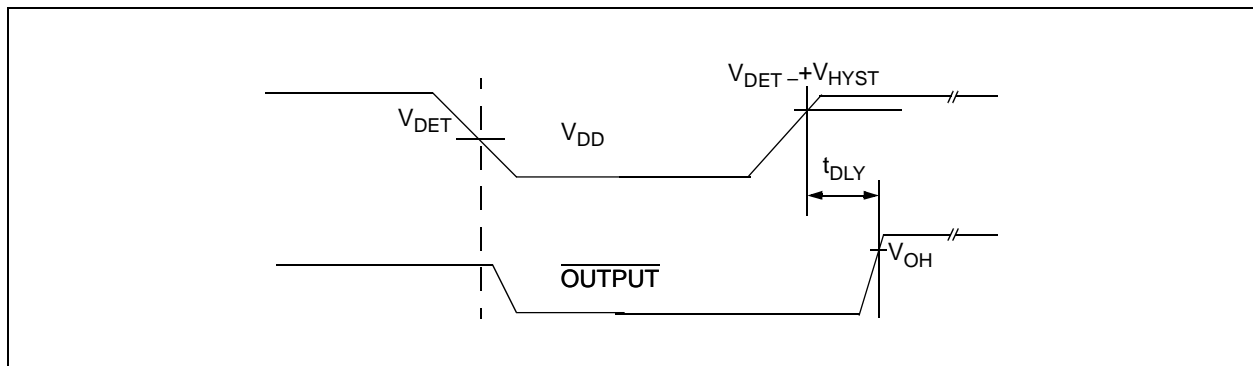 VDET –+VHYST
VDET
VDD
tDLY
OUTPUT
VOH